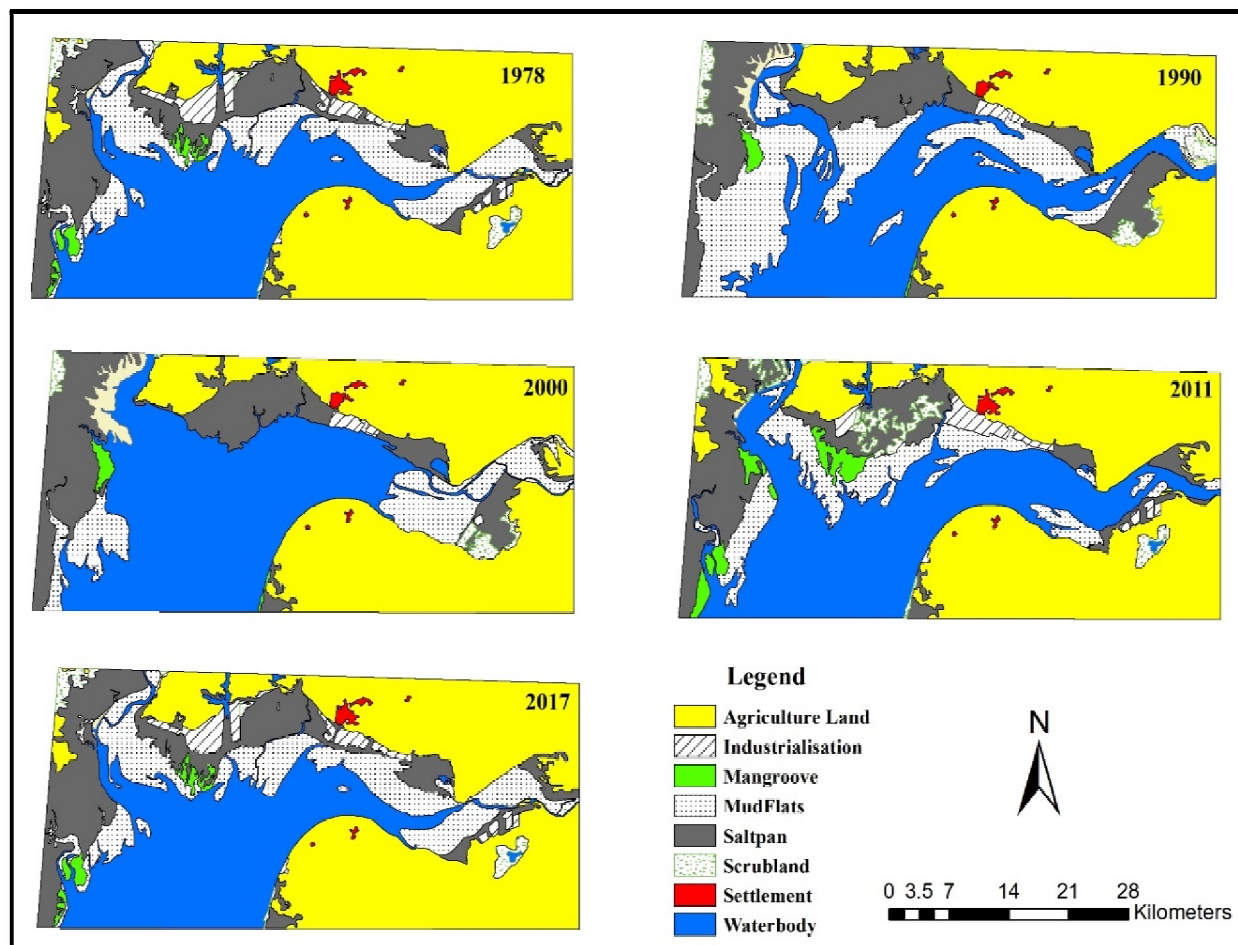 1978
1990
2000
2011
2017
Legend
Agriculture Land
Industrialisation
Mangroove
MudFlats
Saltpan
Scrubland
Settlement
Waterbody
N
0 3.5 7 14 21 28
Kilometers